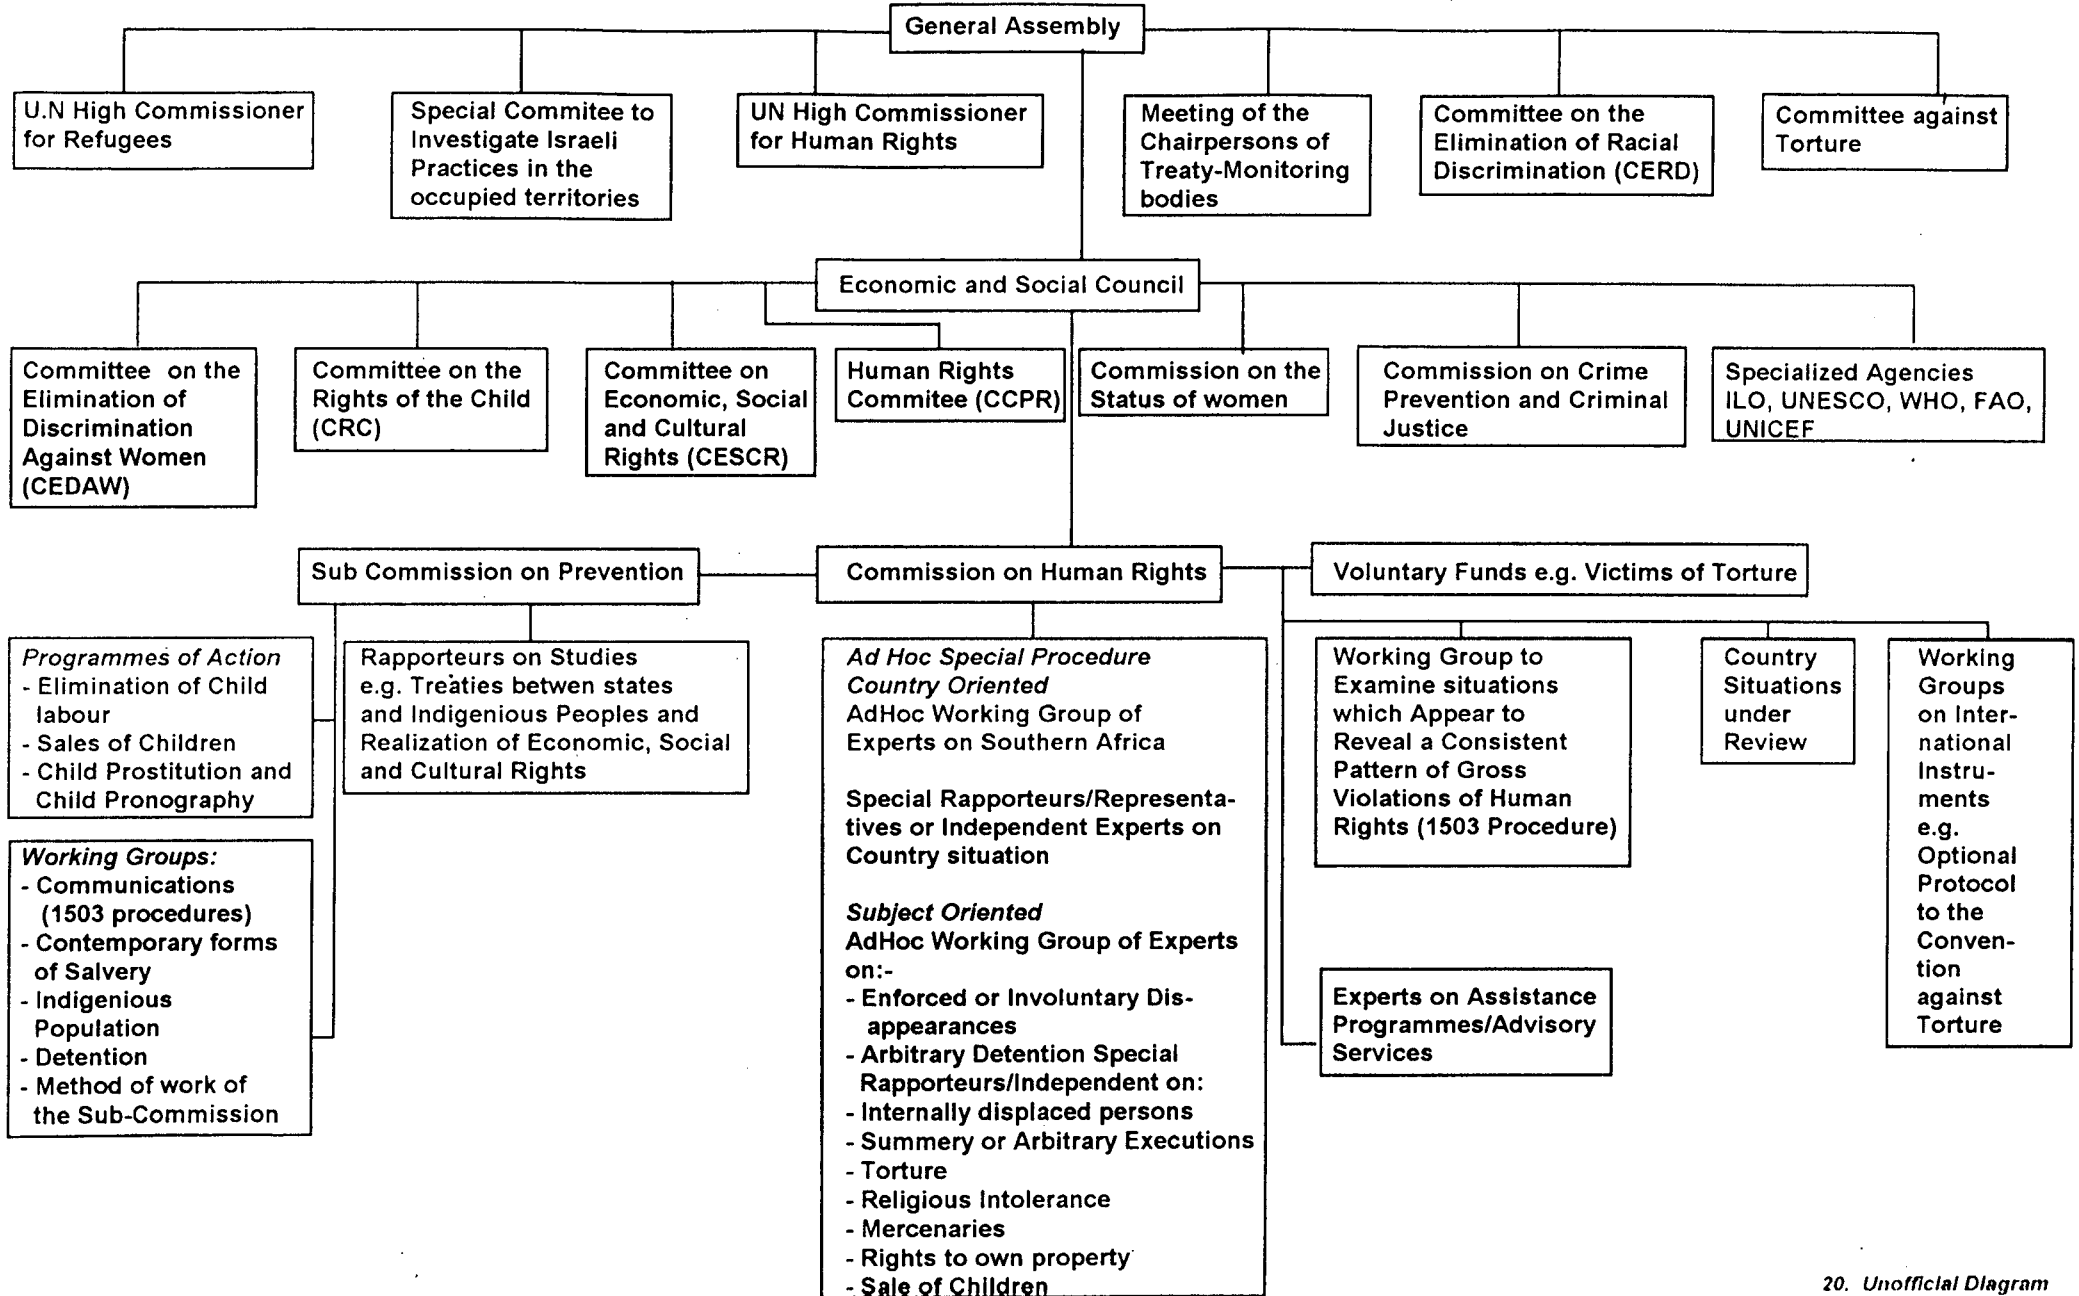 General Assembly
U.N High Commissioner
for Refugees
Special Commitee to
Investigate Israeli
Practices in the
occupied territories
UN High Commissioner
for Human Rights
Meeting of the
Chairpersons of
Treaty-Monitoring
bodies
Committee on the
Elimination of Racial
Discrimination (CERD)
Committee against
Torture
Economic and Social Council
Committee on the
Elimination of
Discrimination
Against Women
(CEDAW)
Committee on the
Rights of the Child
(CRC)
Committee on
Economic, Social
and Cultural
Rights (CESCR)
Human Rights
Commitee (CCPR)
Commission on the
Status of women
Commission on Crime
Prevention and Criminal
Justice
Specialized Agencies
ILO, UNESCO, WHO, FAO,
UNICEF
Sub Commission on Prevention
Commission on Human Rights
Voluntary Funds e.g. Victims of Torture
Programmes of Action
- Elimination of Child
labour
- Sales of Children
- Child Prostitution and
Child Pronography
Rapporteurs on Studies
e.g. Treaties betwen states
and Indigenious Peoples and
Realization of Economic, Social
and Cultural Rights
Working Groups:
- Communications
(1503 procedures)
- Contemporary forms
of Salvery
- Indigenious
Population
- Detention
- Method of work of
the Sub-Commission
Ad Hoc Special Procedure
Country Oriented
AdHoc Working Group of
Experts on Southern Africa
Special Rapporteurs/Representa-
tives or Independent Experts on
Country situation
Subject Oriented
AdHoc Working Group of Experts
on:-
- Enforced or Involuntary Dis-
appearances
- Arbitrary Detention Special
Rapporteurs/Independent on:
- Internally displaced persons
- Summery or Arbitrary Executions
- Torture
- Religious Intolerance
- Mercenaries
- Rights to own property
- Sale of Children
Working Group to
Examine situations
which Appear to
Reveal a Consistent
Pattern of Gross
Violations of Human
Rights (1503 Procedure)
Country
Situations
under
Review
Working
Groups
on Inter-
national
Instru-
ments
e.g.
Optional
Protocol
to the
Conven-
tion
against
Torture
Experts on Assistance
Programmes/Advisory
Services
20. Unofficial Diagram